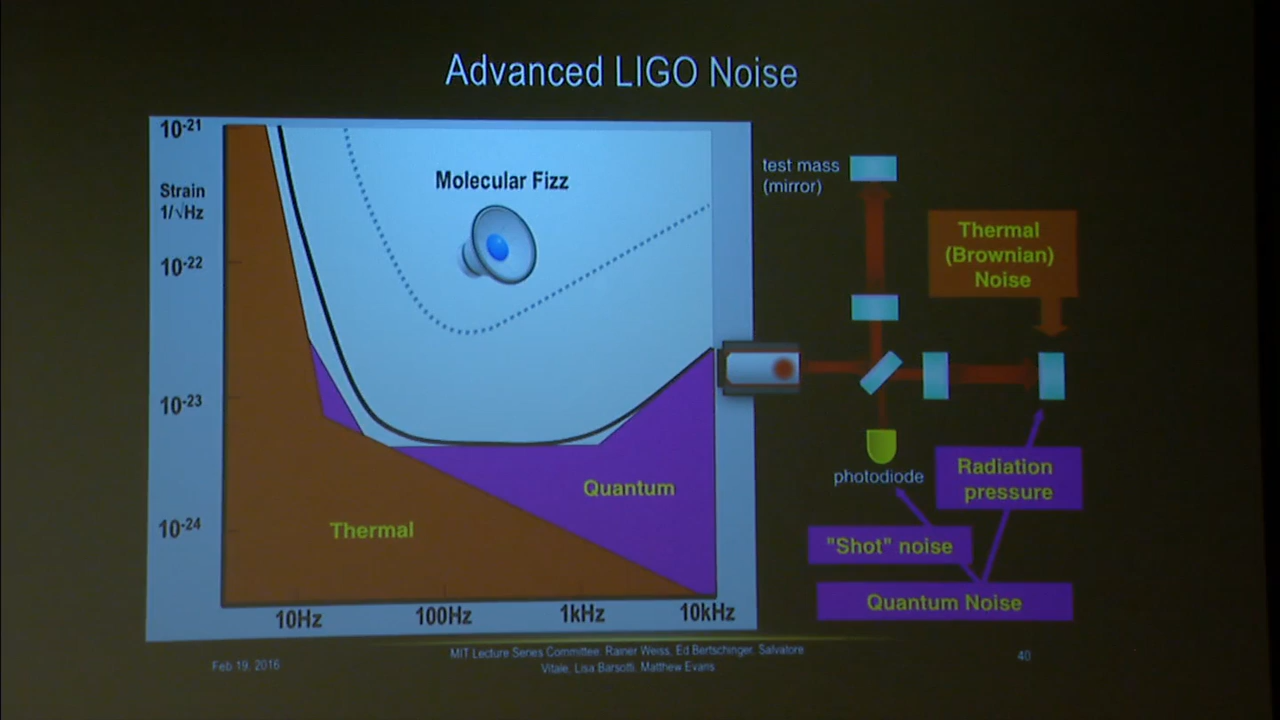 Advanced LIGO Noise
10-21
Strain
1/√Hz
10-22
10-23
10-24
Molecular Fizz
Quantum
Thermal
10Hz
100Hz
1kHz
10kHz
test mass
(mirror)
Thermal
(Brownian)
Noise
photodiode
Radiation
pressure
"Shot" noise
Quantum Noise
Feb 19, 2016
MIT Lecture Series Committee: Rainer Weiss, Ed Bertschinger, Salvatore
Vitale, Lisa Barsotti, Matthew Evans
40